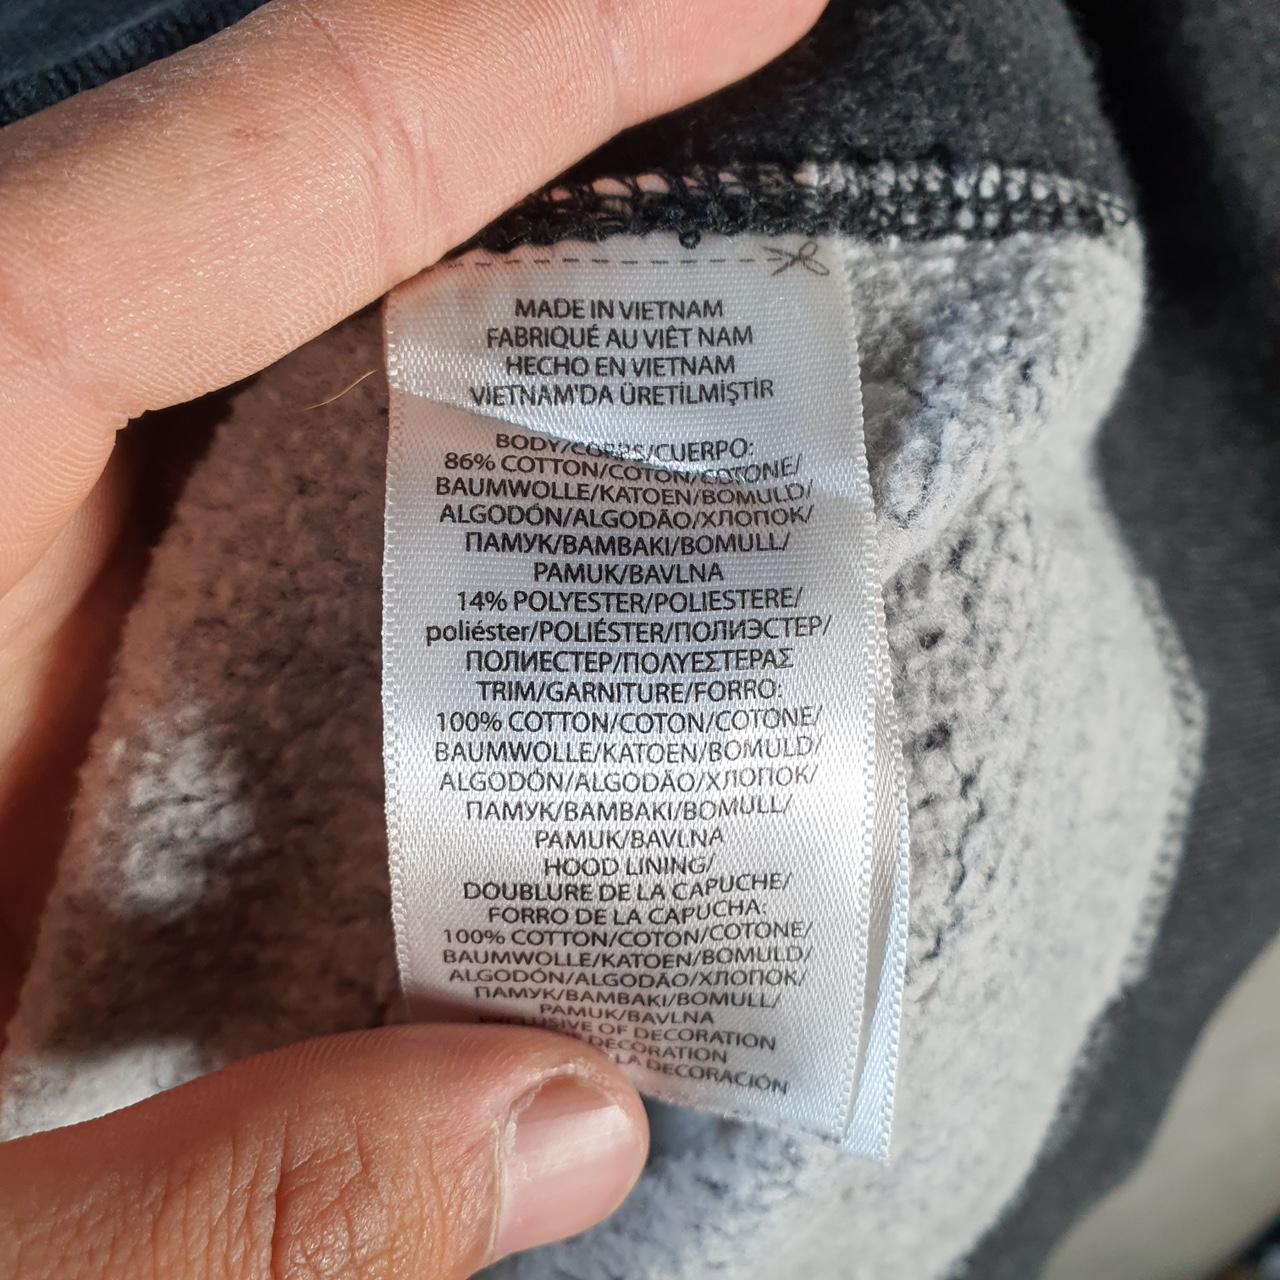 MADE IN VIETNAM
FABRIQUÉ AU VIÊT NAM
HECHO EN VIETNAM
VIETNAM'DA ÜRETİLMİŞTİR
BODY/CORPS/CUERPO:
86% COTTON/COTON/COTONE/
BAUMWOLLE/KATOEN/BOMULD/
ALGODÓN/ALGODÃO/ХЛОПОК/
ПАМУК/BAMBAKI/BOMULL/
PAMUK/BAVLNA
14% POLYESTER/POLIESTERE/
poliéster/POLIÉSTER/ПОЛИЭСТЕР/
ПОЛИЕСТЕР/ΠΟΛΥΕΣΤΕΡΑΣ
TRIM/GARNITURE/FORRO:
100% COTTON/COTON/COTONE/
BAUMWOLLE/KATOEN/BOMULD/
ALGODÓN/ALGODÃO/ХЛОПОК/
ПАМУК/BAMBAKI/BOMULL/
PAMUK/BAVLNA
HOOD LINING/
DOUBLURE DE LA CAPUCHE/
FORRO DE LA CAPUCHA:
100% COTTON/COTON/COTONE/
BAUMWOLLE/KATOEN/BOMULD/
ALGODÓN/ALGODÃO/ХЛОПОК/
ПАМУК/BAMBAKI/BOMULL/
PAMUK/BAVLNA
OF DECORATION
DECORATION
LA DECORACIÓN